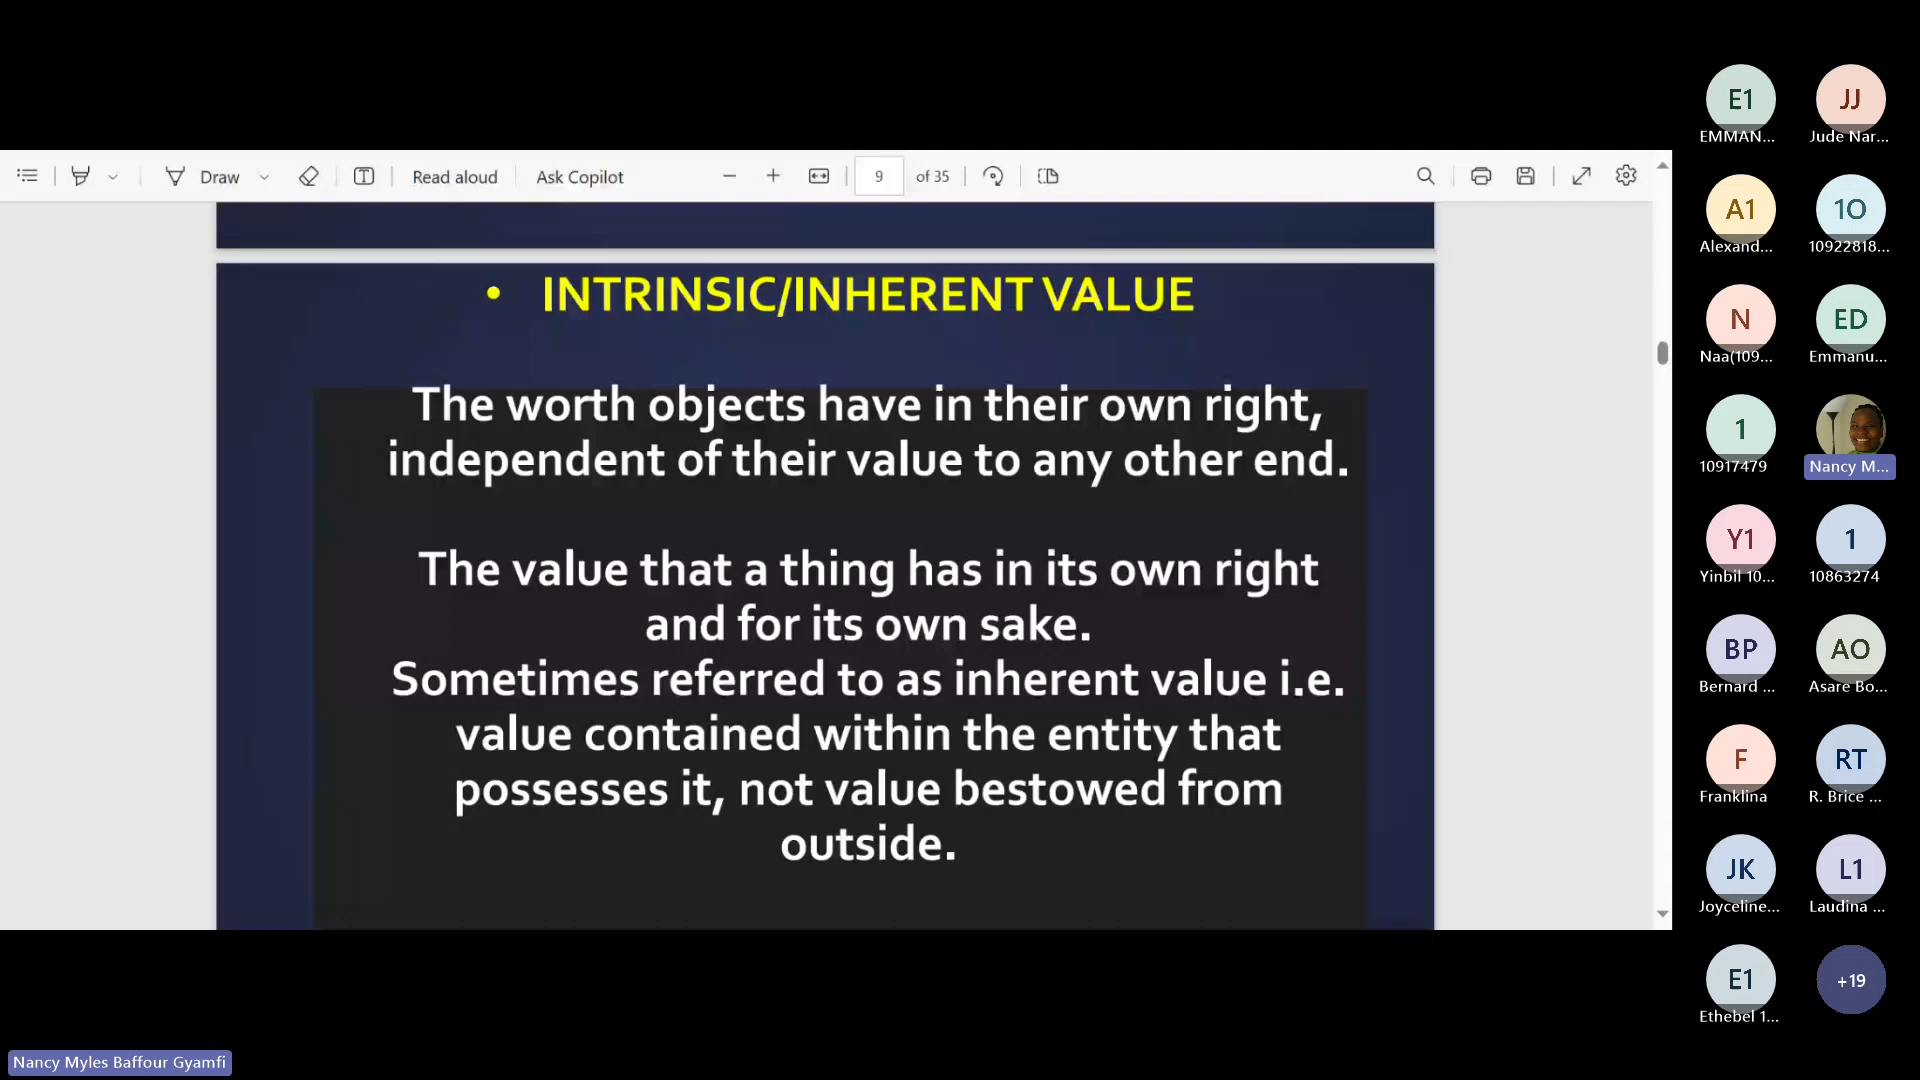 Draw
Read aloud
Ask Copilot
9 of 35
• INTRINSIC/INHERENT VALUE
The worth objects have in their own right,
independent of their value to any other end.
The value that a thing has in its own right
and for its own sake.
Sometimes referred to as inherent value i.e.
value contained within the entity that
possesses it, not value bestowed from
outside.
E1
EMMAN...
JJ
Jude Nar...
A1
Alexand...
1O
10922818...
N
Naa(109...
ED
Emmanu...
1
10917479
Nancy M...
Y1
Yinbil 10...
1
10863274
BP
Bernard ...
AO
Asare Bo...
F
Franklina
RT
R. Brice ...
JK
Joyceline...
L1
Laudina ...
E1
Ethebel 1...
+19
Nancy Myles Baffour Gyamfi